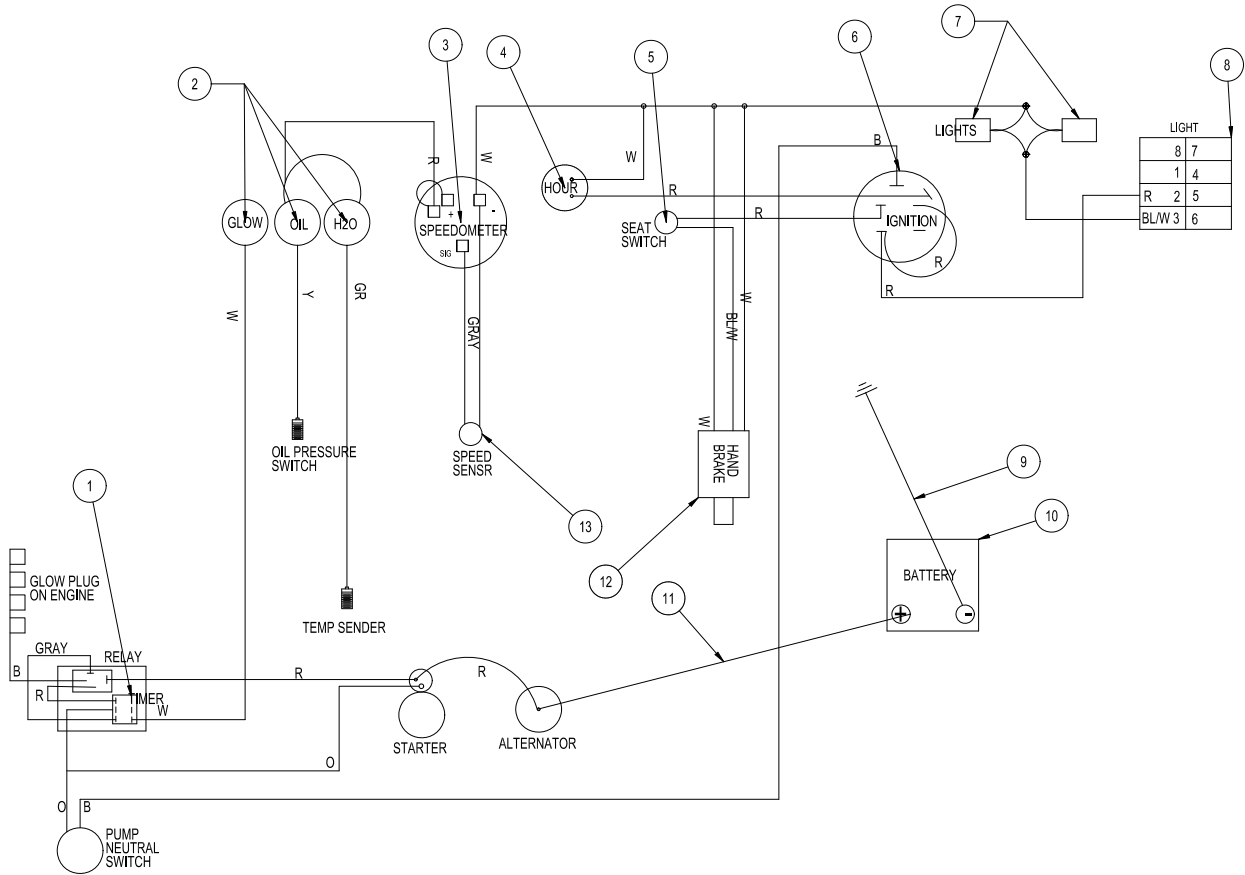 7
3
6
4
5
8
2
LIGHTS
LIGHT
8 7
1 4
R 2 5
BL/W 3 6
B
R
W
W
HOUR
R
R
GLOW
OIL
H2O
+
-
SPEEDOMETER
SIG
SEAT
SWITCH
IGNITION
R
R
W
Y
GR
GRAY
BL/W
W
W
HAND
BRAKE
OIL PRESSURE
SWITCH
SPEED
SENSR
9
1
13
10
12
11
BATTERY
+
-
GLOW PLUG
ON ENGINE
TEMP SENDER
GRAY
RELAY
B
R
TIMER
W
R
R
STARTER
ALTERNATOR
O
O
B
PUMP
NEUTRAL
SWITCH